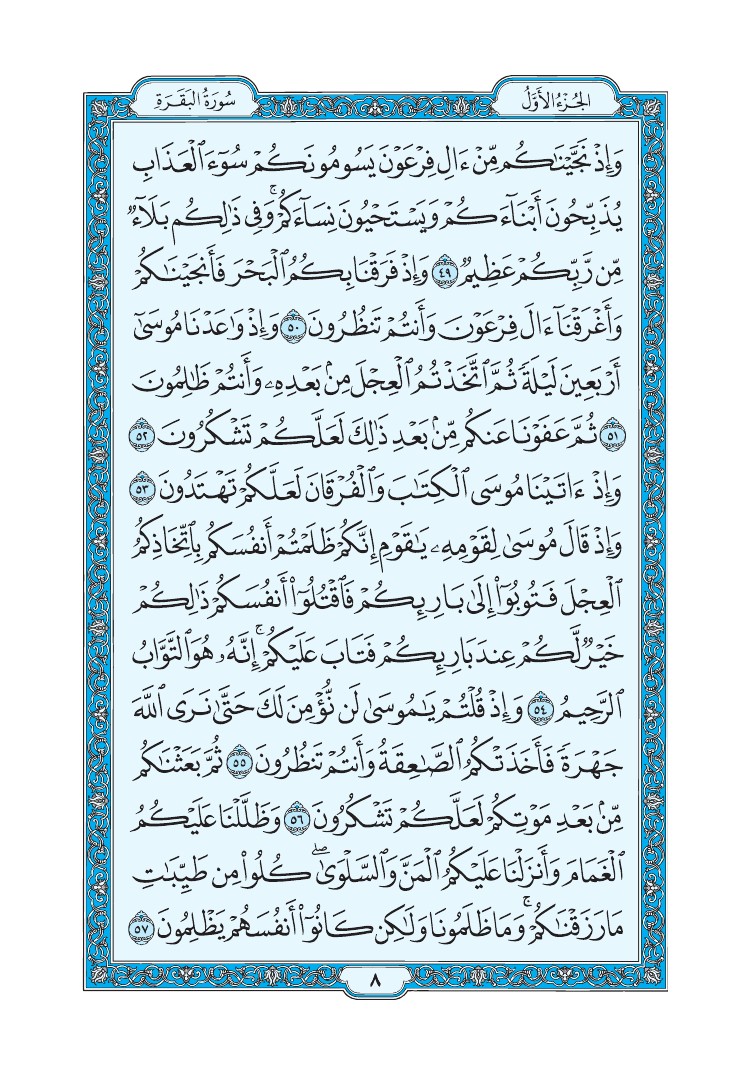 الجُزْءُ الأَوَّلُ
سُورَةُ البَقَرَةِ
وَإِذْ نَجَّيْنَٰكُم مِّنْ ءَالِ فِرْعَوْنَ يَسُومُونَكُمْ سُوٓءَ ٱلْعَذَابِ
يُذَبِّحُونَ أَبْنَآءَكُمْ وَيَسْتَحْيُونَ نِسَآءَكُمْ ۚ وَفِى ذَٰلِكُم بَلَآءٌ
مِّن رَّبِّكُمْ عَظِيمٌ ٤٩ وَإِذْ فَرَقْنَا بِكُمُ ٱلْبَحْرَ فَأَنجَيْنَٰكُمْ
وَأَغْرَقْنَآ ءَالَ فِرْعَوْنَ وَأَنتُمْ تَنظُرُونَ ٥٠ وَإِذْ وَٰعَدْنَا مُوسَىٰٓ
أَرْبَعِينَ لَيْلَةً ثُمَّ ٱتَّخَذْتُمُ ٱلْعِجْلَ مِنۢ بَعْدِهِۦ وَأَنتُمْ ظَٰلِمُونَ
٥١ ثُمَّ عَفَوْنَا عَنكُم مِّنۢ بَعْدِ ذَٰلِكَ لَعَلَّكُمْ تَشْكُرُونَ ٥٢
وَإِذْ ءَاتَيْنَا مُوسَى ٱلْكِتَٰبَ وَٱلْفُرْقَانَ لَعَلَّكُمْ تَهْتَدُونَ ٥٣
وَإِذْ قَالَ مُوسَىٰ لِقَوْمِهِۦ يَٰقَوْمِ إِنَّكُمْ ظَلَمْتُمْ أَنفُسَكُم بِٱتِّخَاذِكُمُ
ٱلْعِجْلَ فَتُوبُوٓا۟ إِلَىٰ بَارِئِكُمْ فَٱقْتُلُوٓا۟ أَنفُسَكُمْ ذَٰلِكُمْ
خَيْرٌ لَّكُمْ عِندَ بَارِئِكُمْ فَتَابَ عَلَيْكُمْ ۚ إِنَّهُۥ هُوَ ٱلتَّوَّابُ
ٱلرَّحِيمُ ٥٤ وَإِذْ قُلْتُمْ يَٰمُوسَىٰ لَن نُّؤْمِنَ لَكَ حَتَّىٰ نَرَى ٱللَّهَ
جَهْرَةً فَأَخَذَتْكُمُ ٱلصَّٰعِقَةُ وَأَنتُمْ تَنظُرُونَ ٥٥ ثُمَّ بَعَثْنَٰكُم
مِّنۢ بَعْدِ مَوْتِكُمْ لَعَلَّكُمْ تَشْكُرُونَ ٥٦ وَظَلَّلْنَا عَلَيْكُمُ
ٱلْغَمَامَ وَأَنزَلْنَا عَلَيْكُمُ ٱلْمَنَّ وَٱلسَّلْوَىٰ ۖ كُلُوا۟ مِن طَيِّبَٰتِ
مَا رَزَقْنَٰكُمْ ۚ وَمَا ظَلَمُونَا وَلَٰكِن كَانُوٓا۟ أَنفُسَهُمْ يَظْلِمُونَ ٥٧
٨